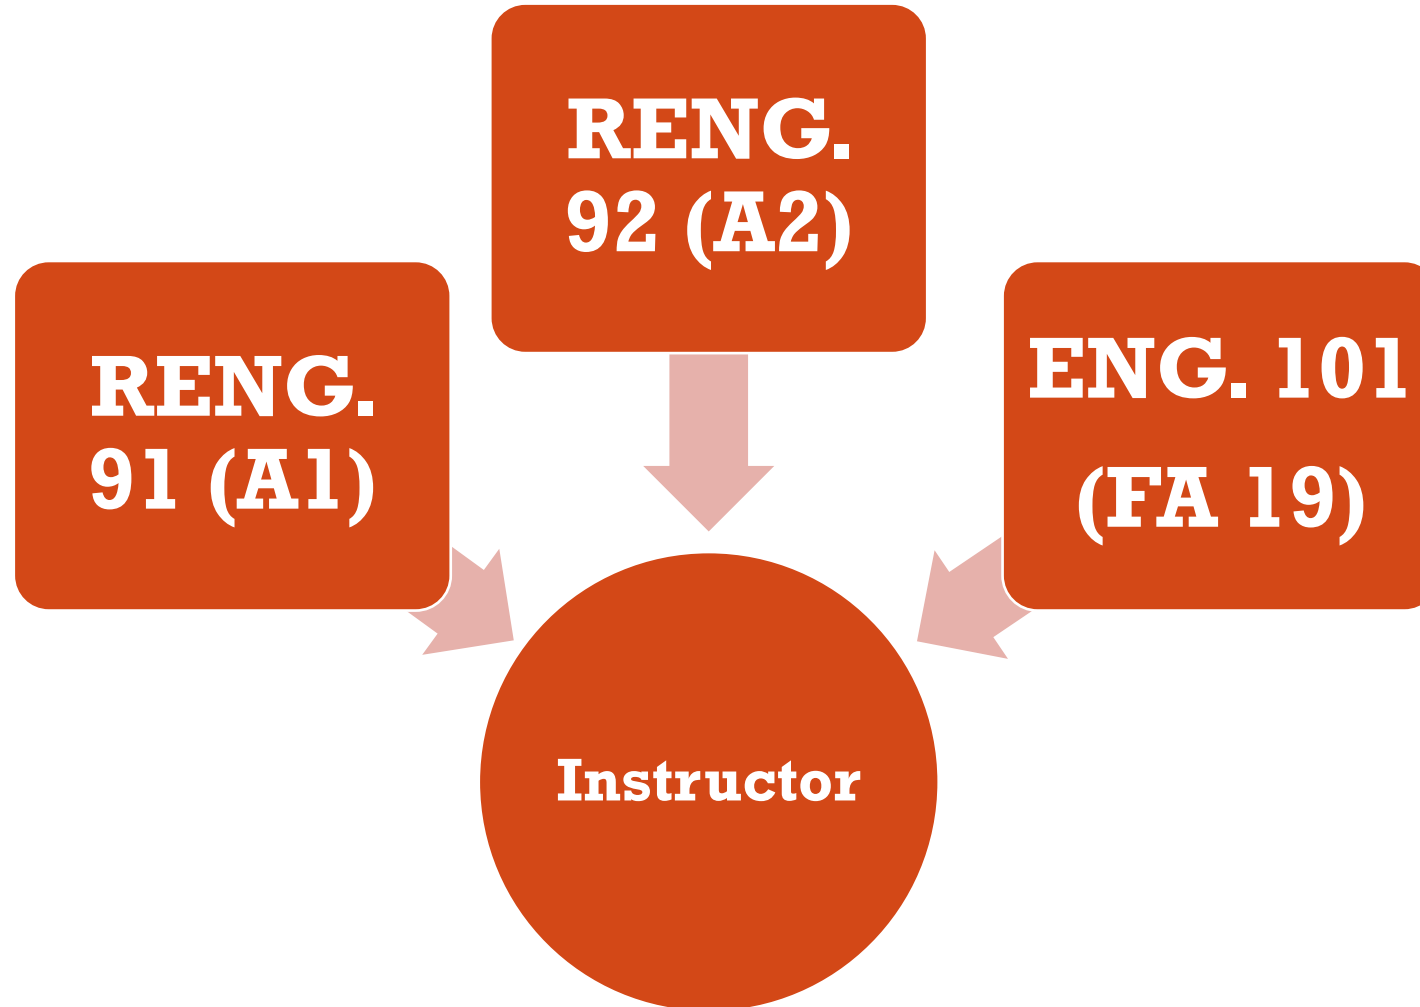 RENG.
91 (A1)
RENG.
92 (A2)
ENG. 101
(FA 19)
Instructor